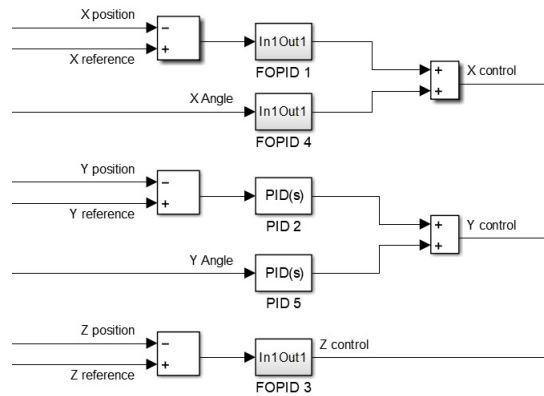 X position
−
+
X reference
In1Out1
FOPID 1
X Angle
In1Out1
FOPID 4
+
+
X control
Y position
−
+
Y reference
PID(s)
PID 2
Y Angle
PID(s)
PID 5
+
+
Y control
Z position
−
+
Z reference
In1Out1
FOPID 3
Z control